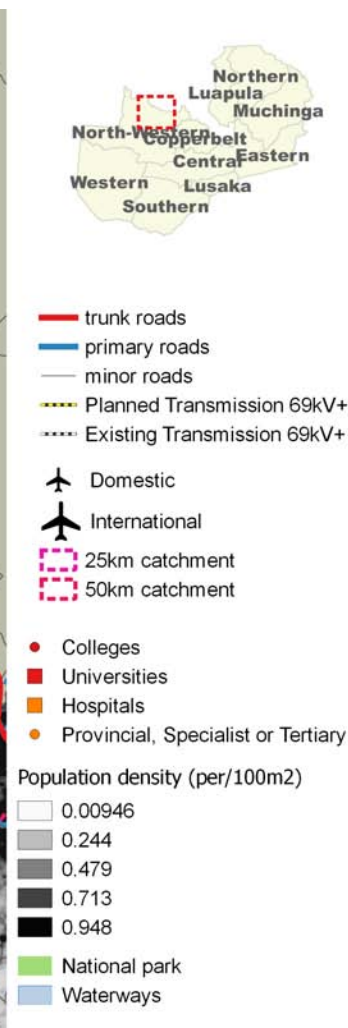 Northern
Luapula
Muchinga
North-Western
Copperbelt
Central
Eastern
Western
Lusaka
Southern
trunk roads
primary roads
minor roads
Planned Transmission 69kV+
Existing Transmission 69kV+
Domestic
International
25km catchment
50km catchment
Colleges
Universities
Hospitals
Provincial, Specialist or Tertiary
Population density (per/100m2)
0.00946
0.244
0.479
0.713
0.948
National park
Waterways